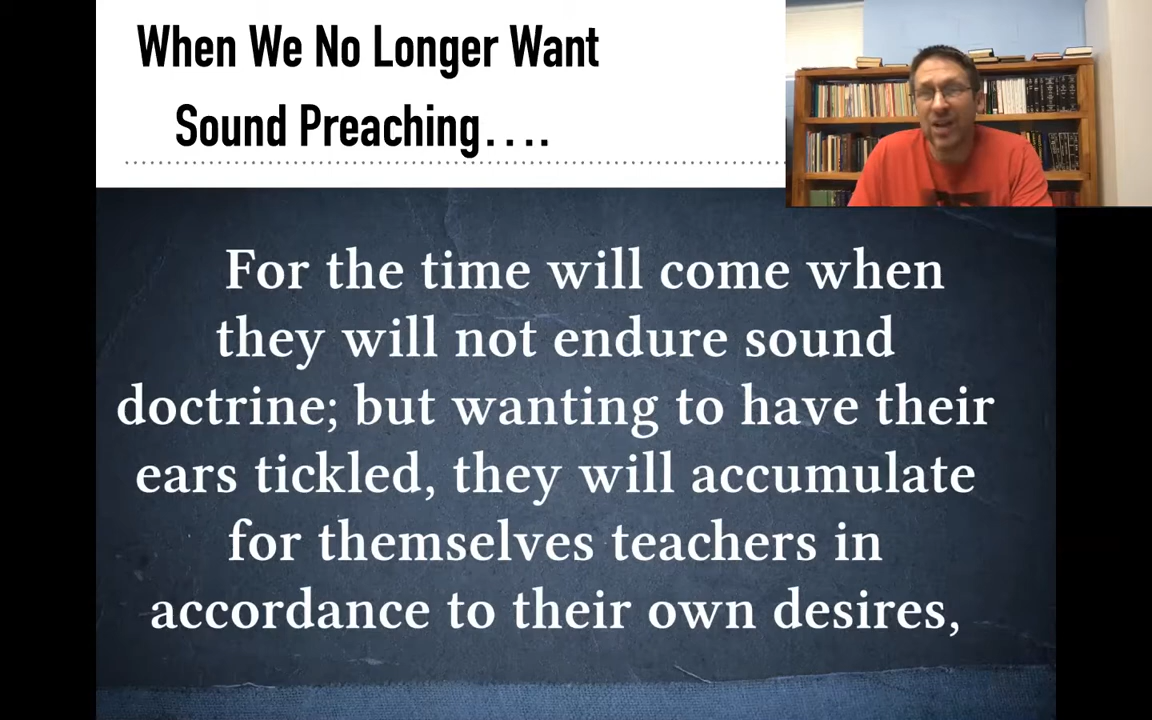 When We No Longer Want
Sound Preaching....
For the time will come when
they will not endure sound
doctrine; but wanting to have their
ears tickled, they will accumulate
for themselves teachers in
accordance to their own desires,